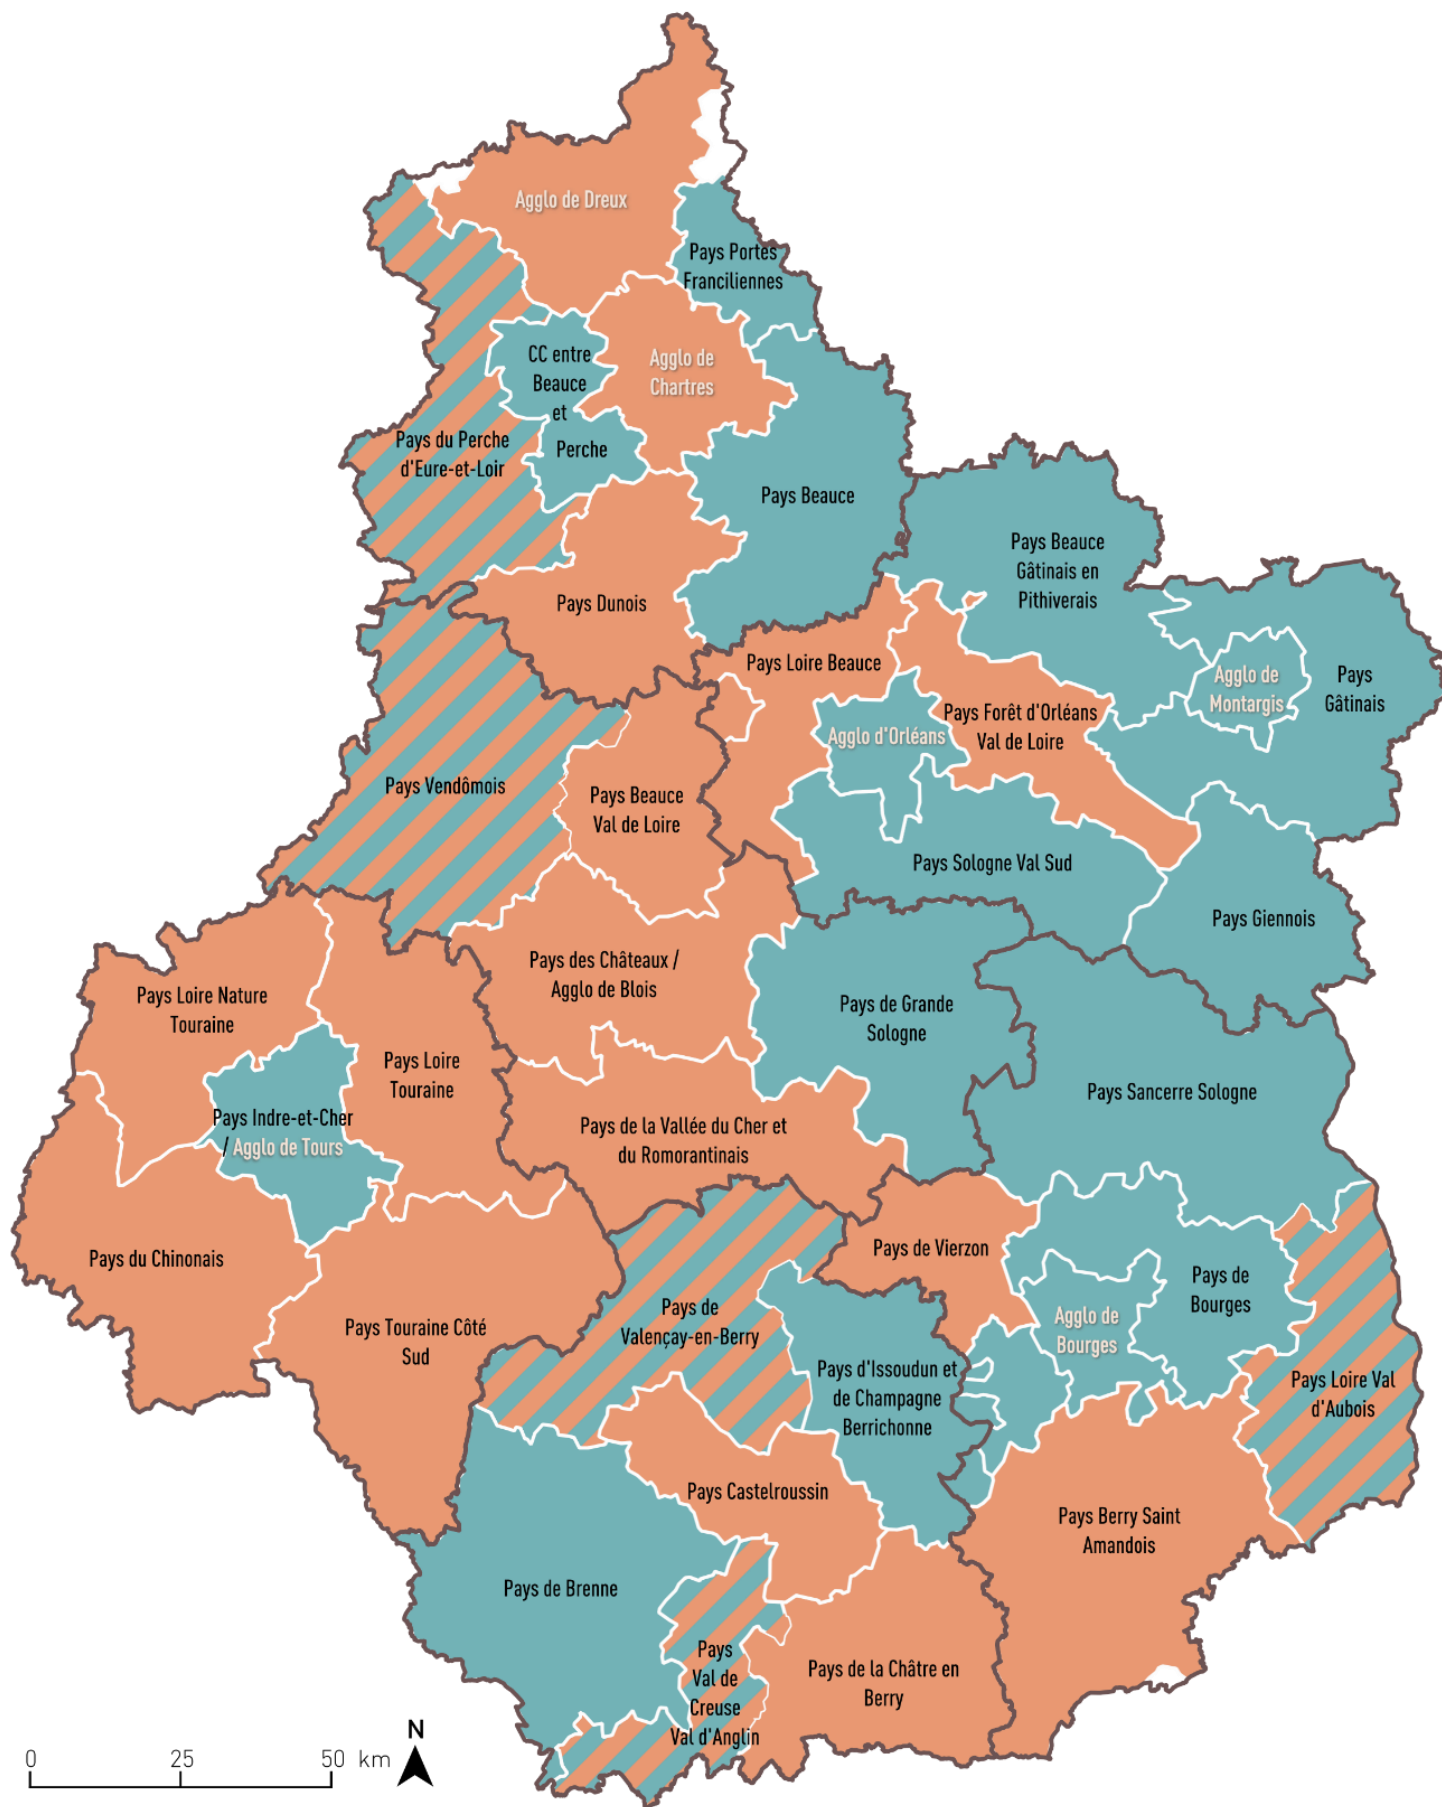 Agglo de Dreux
Pays Portes
Franciliennes
CC entre
Beauce
et
Perche
Agglo de
Chartres
Pays du Perche
d'Eure-et-Loir
Pays Beauce
Pays Dunois
Pays Beauce
Gâtinais en
Pithiverais
Pays Loire Beauce
Agglo de
Montargis
Pays
Gâtinais
Pays Forêt d'Orléans
Val de Loire
Agglo d'Orléans
Pays Vendômois
Pays Beauce
Val de Loire
Pays Sologne Val Sud
Pays Giennois
Pays des Châteaux /
Agglo de Blois
Pays Loire Nature
Touraine
Pays de Grande
Sologne
Pays Loire
Touraine
Pays Sancerre Sologne
Pays Indre-et-Cher
/ Agglo de Tours
Pays de la Vallée du Cher et
du Romorantinais
Pays du Chinonais
Pays de Vierzon
Pays de
Bourges
Pays de
Valençay-en-Berry
Agglo de
Bourges
Pays Touraine Côté
Sud
Pays d'Issoudun et
de Champagne
Berrichonne
Pays Loire Val
d'Aubois
Pays Castelroussin
Pays Berry Saint
Amandois
Pays de Brenne
Pays
Val de
Creuse
Val d'Anglin
Pays de la Châtre en
Berry
N
0 25 50 km